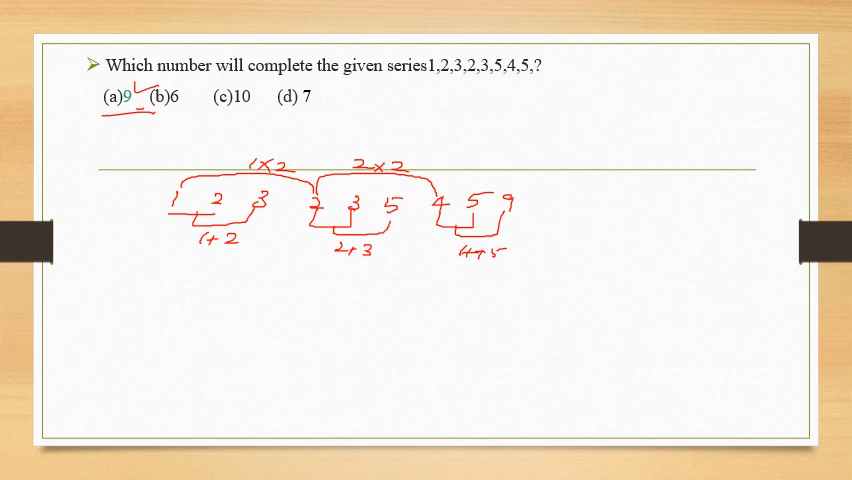 Which number will complete the given series1,2,3,2,3,5,4,5,?
(a)9 (b)6 (c)10 (d) 7
1×2 2×2
1 2 3 2 3 5 4 5 9
1+2 2+3 4+5